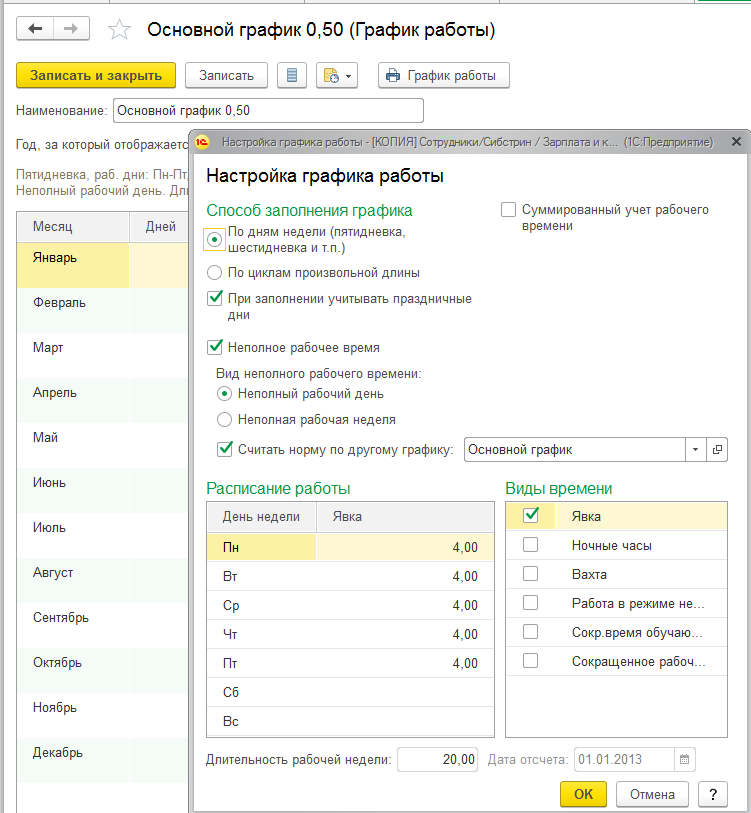 Основной график 0,50 (График работы)
Записать и закрыть
Записать
График работы
Наименование:
Основной график 0,50
Год, за который отображаетс
Пятидневка, раб. дни: Пн-Пт,
Неполный рабочий день. Дли
Месяц
Дней
Январь
Февраль
Март
Апрель
Май
Июнь
Июль
Август
Сентябрь
Октябрь
Ноябрь
Декабрь
1С
Настройка графика работы - [КОПИЯ] Сотрудники/Сибстрин / Зарплата и к... (1С:Предприятие)
Настройка графика работы
Способ заполнения графика
По дням недели (пятидневка,
шестидневка и т.п.)
По циклам произвольной длины
При заполнении учитывать праздничные
дни
Суммированный учет рабочего
времени
Неполное рабочее время
Вид неполного рабочего времени:
Неполный рабочий день
Неполная рабочая неделя
Считать норму по другому графику:
Основной график
Расписание работы
День недели
Явка
Пн
4,00
Вт
4,00
Ср
4,00
Чт
4,00
Пт
4,00
Сб
Вс
Виды времени
Явка
Ночные часы
Вахта
Работа в режиме не...
Сокр.время обучаю...
Сокращенное рабоч...
Длительность рабочей недели:
20,00
Дата отсчета:
01.01.2013
ОК
Отмена
?